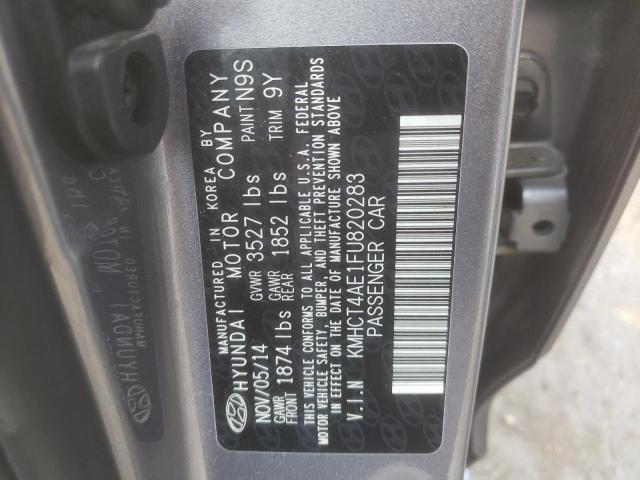 MANUFACTURED IN KOREA BY
HYUNDAI MOTOR COMPANY
NOV/05/14 GVWR 3527 lbs PAINT N9S
GAWR FRONT 1874 lbs GAWR REAR 1852 lbs TRIM 9Y
THIS VEHICLE CONFORMS TO ALL APPLICABLE U.S.A. FEDERAL
MOTOR VEHICLE SAFETY, BUMPER, AND THEFT PREVENTION STANDARDS
IN EFFECT ON THE DATE OF MANUFACTURE SHOWN ABOVE
V.I.N KMHCT4AE1FU820283
PASSENGER CAR